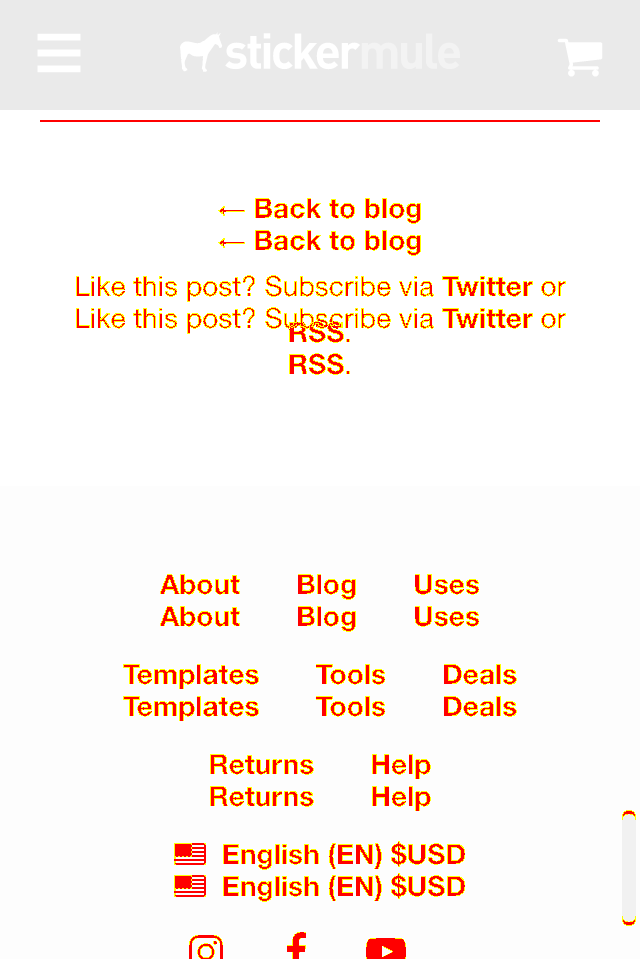 stickermule
← Back to blog
← Back to blog
Like this post? Subscribe via Twitter or
Like this post? Subscribe via Twitter or
RSS.
RSS.
About Blog Uses
About Blog Uses
Templates Tools Deals
Templates Tools Deals
Returns Help
Returns Help
English (EN) $USD
English (EN) $USD